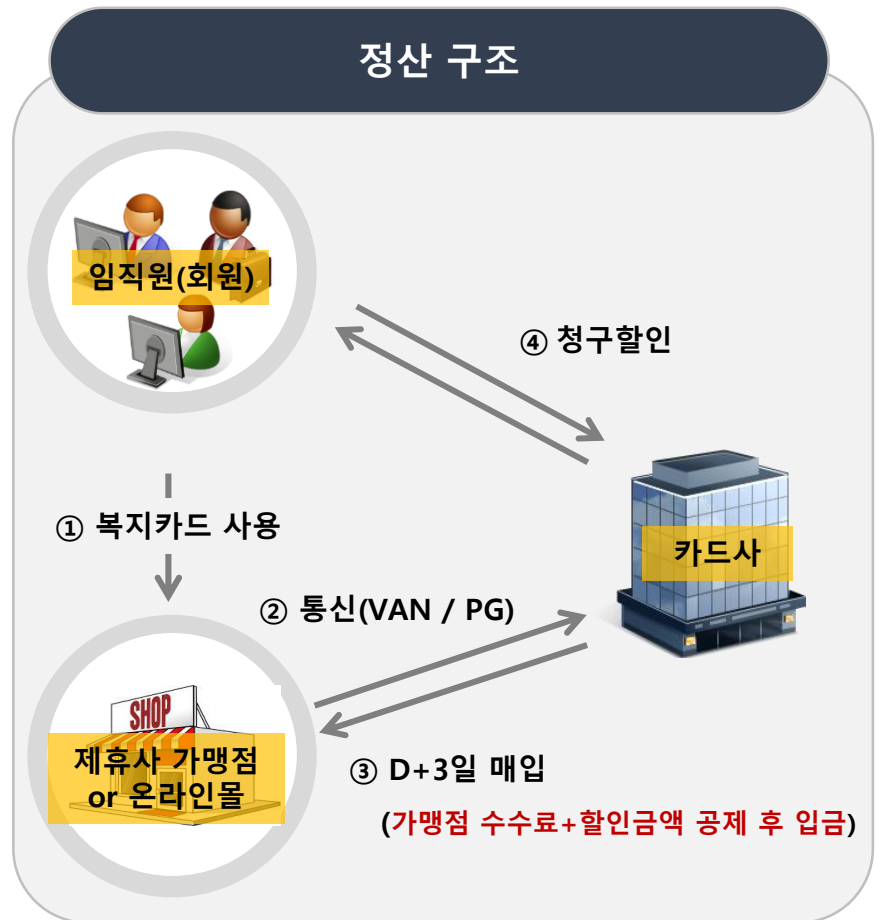 정산 구조
임직원(회원)
④ 청구할인
① 복지카드 사용
카드사
② 통신(VAN / PG)
SHOP
제휴사 가맹점
or 온라인몰
③ D+3일 매입
(가맹점 수수료+할인금액 공제 후 입금)